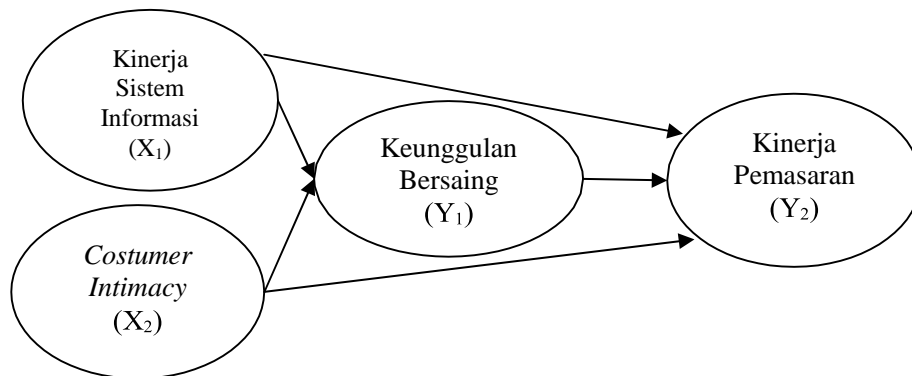 Kinerja
Sistem
Informasi
(X₁)
Keunggulan
Bersaing
(Y₁)
Kinerja
Pemasaran
(Y₂)
Costumer
Intimacy
(X₂)